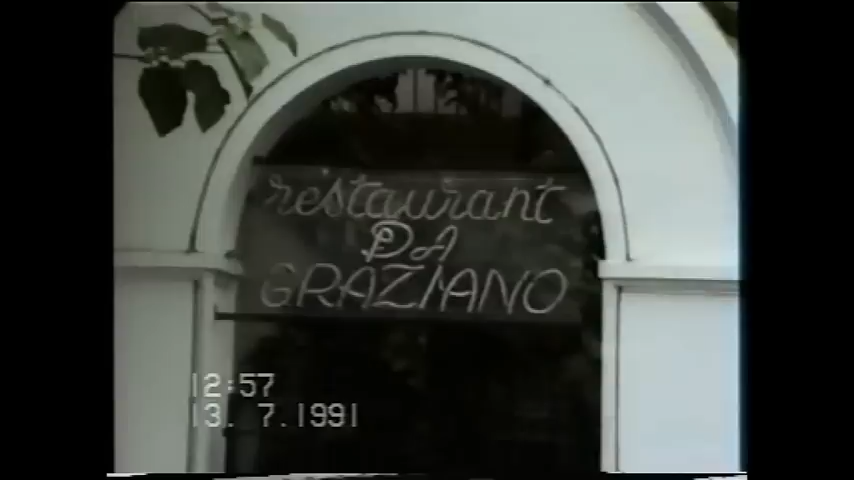 restaurant
DA
GRAZIANO
12:57
13. 7.1991